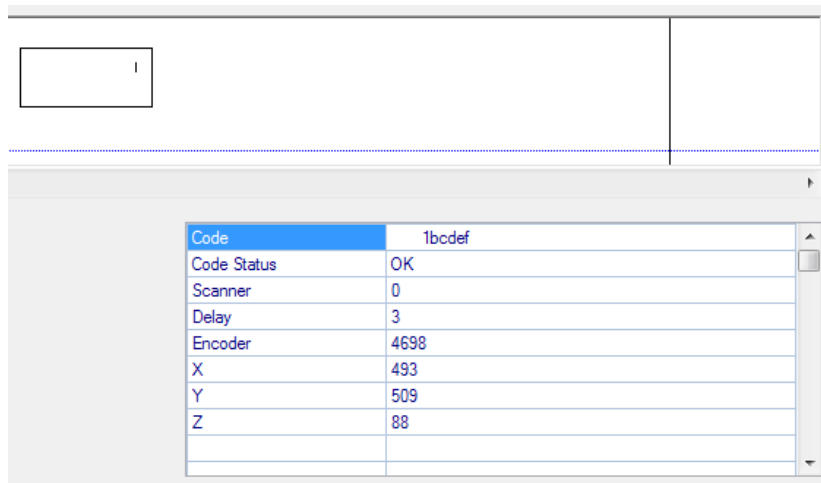 Code 1bcdef
Code Status OK
Scanner 0
Delay 3
Encoder 4698
X 493
Y 509
Z 88